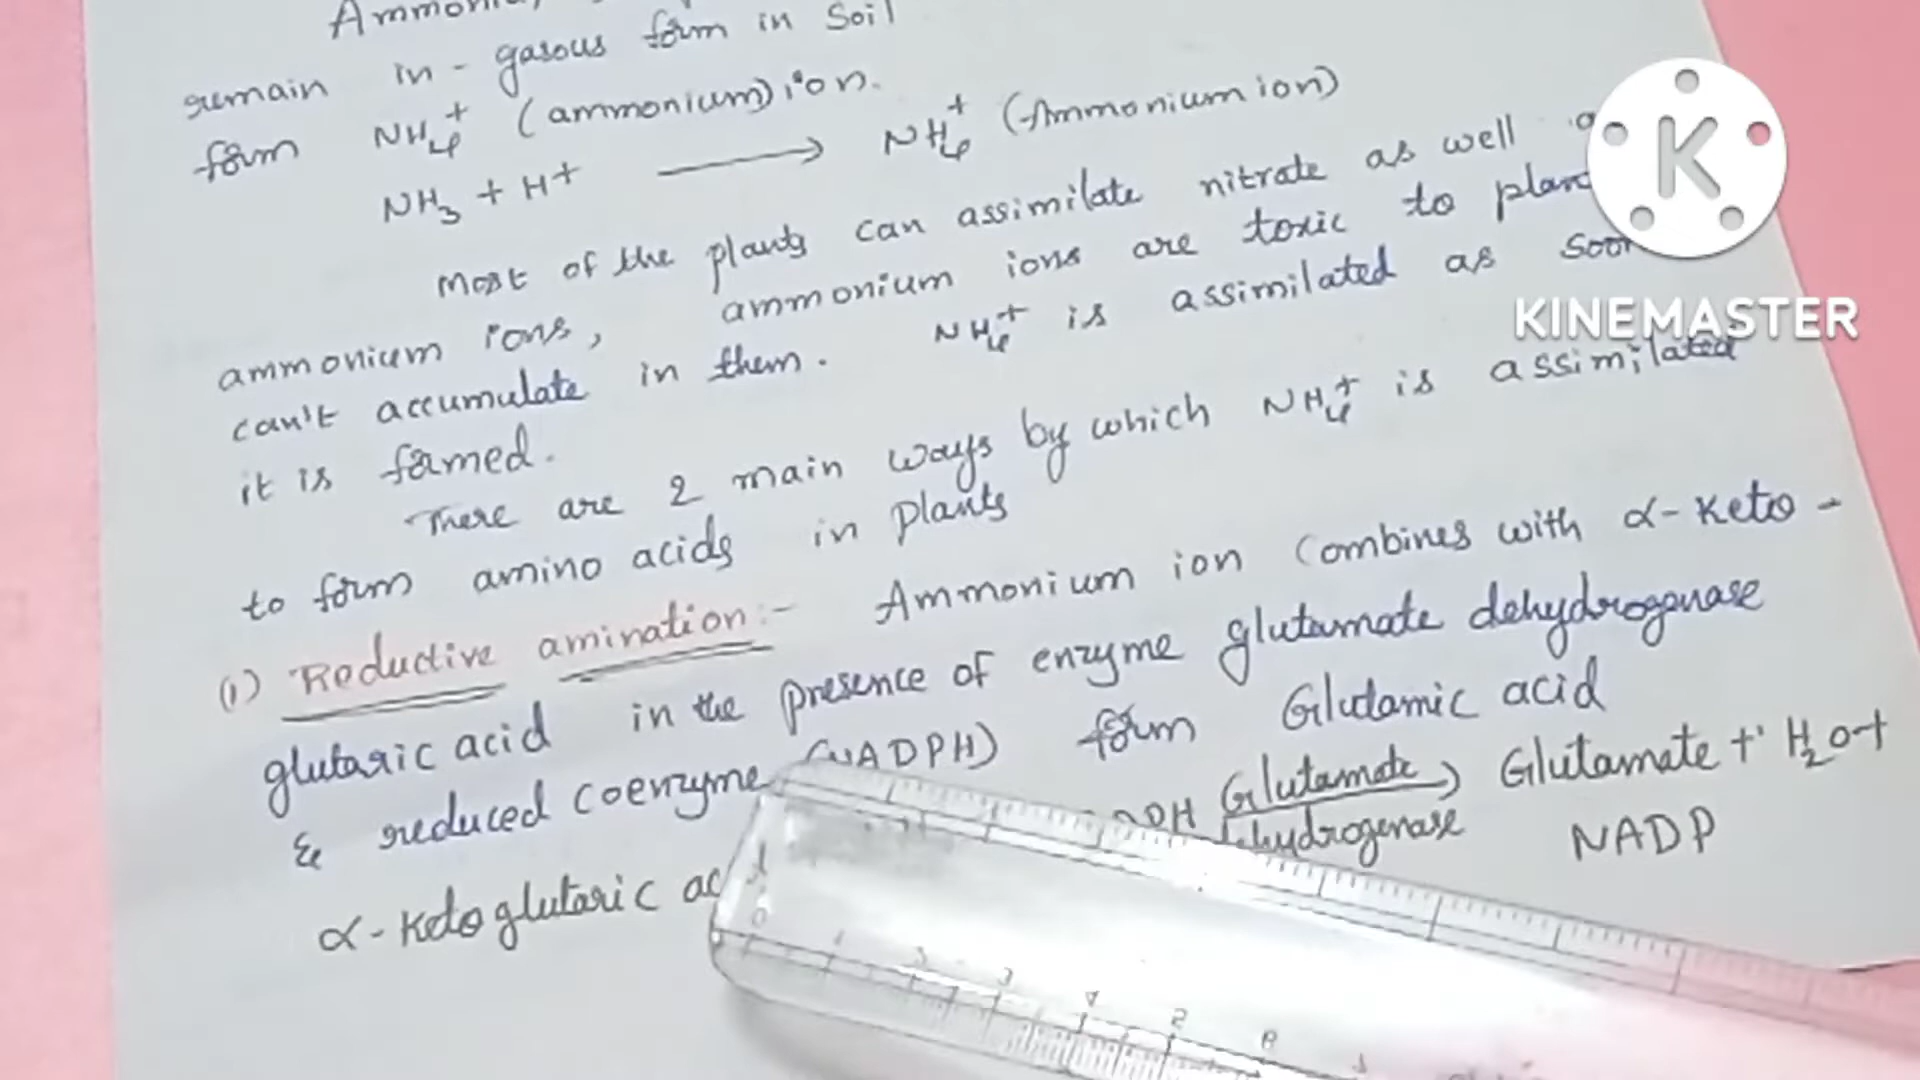 remain in - gasous form in Soil
form NH4+ (ammonium) ion.
NH3 + H+ ⟶ NH4+ (Ammonium ion)
Most of the plants can assimilate nitrate as well
ammonium ions, ammonium ions are toxic to
can't accumulate in them. NH4+ is assimilated as
it is formed.
There are 2 main ways by which NH4+ is assimilated
to form amino acids in plants
(1) Reductive amination:- Ammonium ion combines with α-Keto -
glutaric acid in the presence of enzyme glutamate dehydrogenase
& reduced coenzyme (NADPH) form Glutamic acid
α-Ketoglutaric Glutamate Glutamate + H2O +
NADP
KINEMASTER